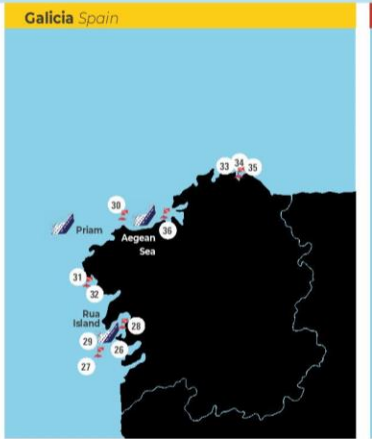 Galicia Spain
33 34 35
30
Priam
Aegean
Sea
36
31
32
Rua
Island
28
29
26
27